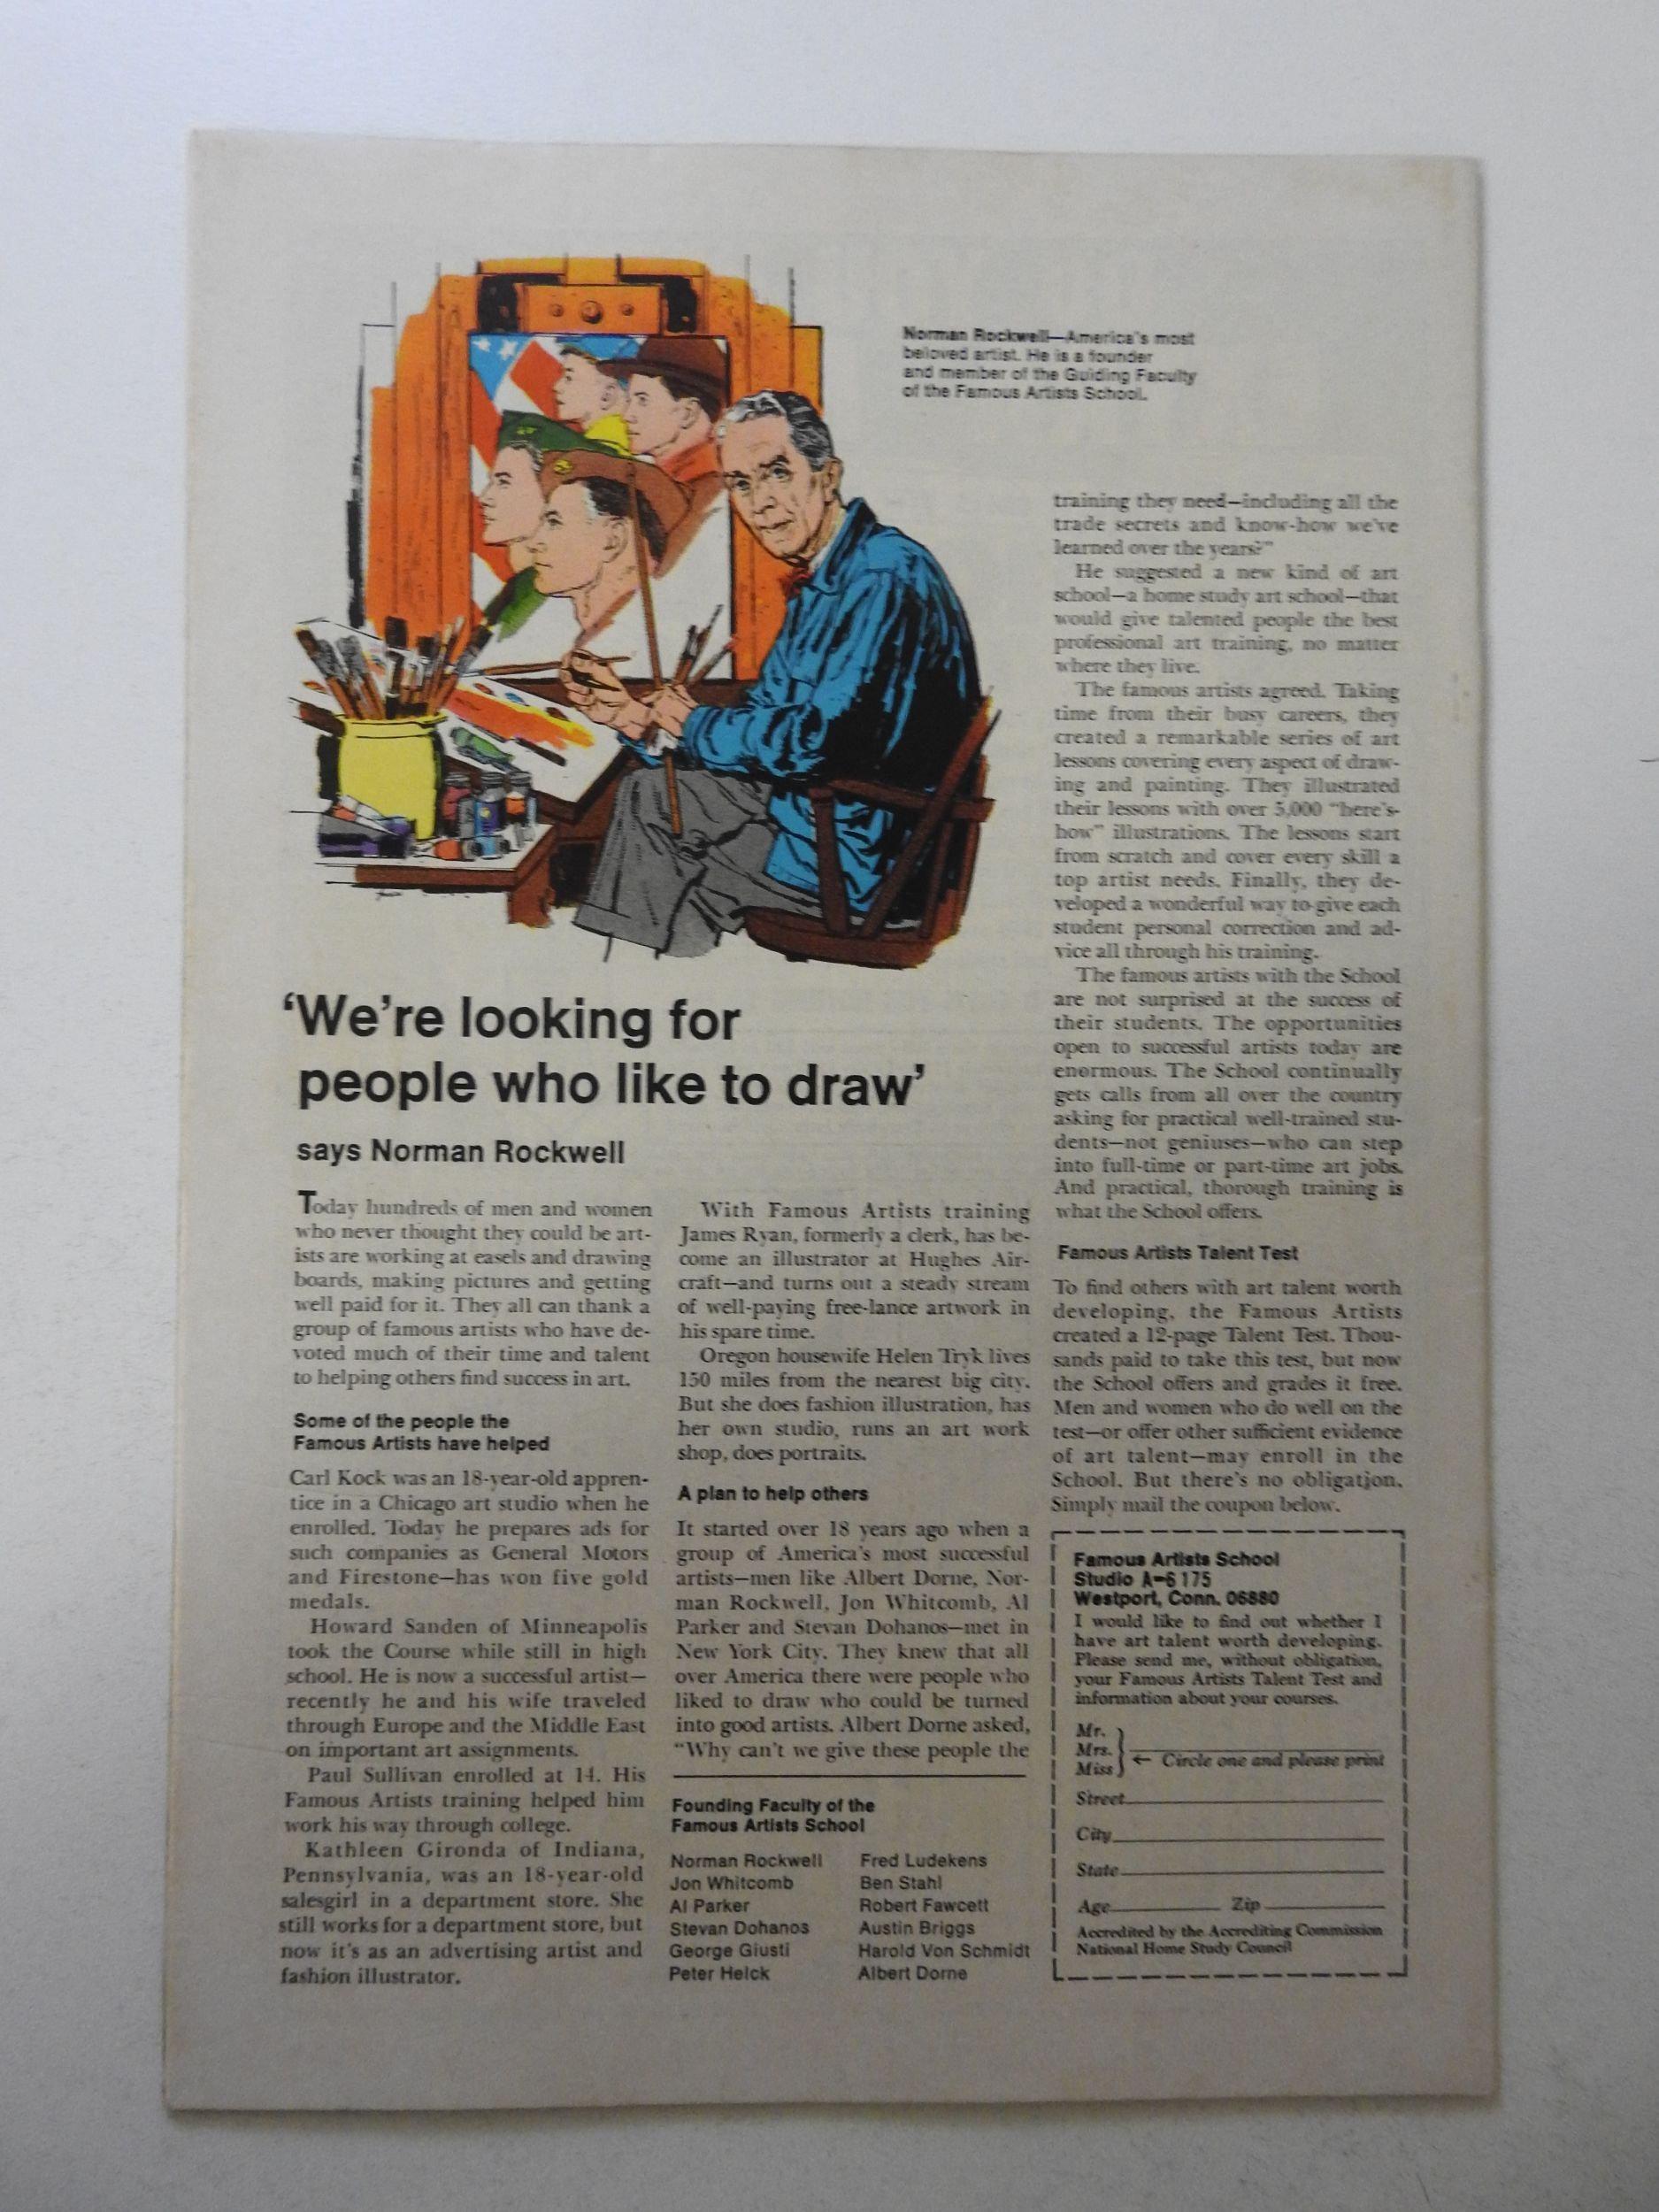 Norman Rockwell—America's most
beloved artist. He is a founder
and member of the Guiding Faculty
of the Famous Artists School.
'We're looking for
people who like to draw'
says Norman Rockwell
Today hundreds of men and women
who never thought they could be art-
ists are working at easels and drawing
boards, making pictures and getting
well paid for it. They all can thank a
group of famous artists who have de-
voted much of their time and talent
to helping others find success in art.
Some of the people the
Famous Artists have helped
Carl Kock was an 18-year-old appren-
tice in a Chicago art studio when he
enrolled. Today he prepares ads for
such companies as General Motors
and Firestone—has won five gold
medals.
Howard Sanden of Minneapolis
took the Course while still in high
school. He is now a successful artist—
recently he and his wife traveled
through Europe and the Middle East
on important art assignments.
Paul Sullivan enrolled at 14. His
Famous Artists training helped him
work his way through college.
Kathleen Gironda of Indiana,
Pennsylvania, was an 18-year-old
salesgirl in a department store. She
still works for a department store, but
now it's as an advertising artist and
fashion illustrator.
With Famous Artists training
James Ryan, formerly a clerk, has be-
come an illustrator at Hughes Air-
craft—and turns out a steady stream
of well-paying free-lance artwork in
his spare time.
Oregon housewife Helen Tryk lives
150 miles from the nearest big city.
But she does fashion illustration, has
her own studio, runs an art work
shop, does portraits.
A plan to help others
It started over 18 years ago when a
group of America's most successful
artists—men like Albert Dorne, Nor-
man Rockwell, Jon Whitcomb, Al
Parker and Stevan Dohanos—met in
New York City. They knew that all
over America there were people who
liked to draw who could be turned
into good artists. Albert Dorne asked,
"Why can't we give these people the
Founding Faculty of the
Famous Artists School
Norman Rockwell
Jon Whitcomb
Al Parker
Stevan Dohanos
George Giusti
Peter Helck
Fred Ludekens
Ben Stahl
Robert Fawcett
Austin Briggs
Harold Von Schmidt
Albert Dorne
training they need—including all the
trade secrets and know-how we've
learned over the years?"
He suggested a new kind of art
school—a home study art school—that
would give talented people the best
professional art training, no matter
where they live.
The famous artists agreed. Taking
time from their busy careers, they
created a remarkable series of art
lessons covering every aspect of draw-
ing and painting. They illustrated
their lessons with over 5,000 "here's-
how" illustrations. The lessons start
from scratch and cover every skill a
top artist needs. Finally, they de-
veloped a wonderful way to give each
student personal correction and ad-
vice all through his training.
The famous artists with the School
are not surprised at the success of
their students. The opportunities
open to successful artists today are
enormous. The School continually
gets calls from all over the country
asking for practical well-trained stu-
dents—not geniuses—who can step
into full-time or part-time art jobs.
And practical, thorough training is
what the School offers.
Famous Artists Talent Test
To find others with art talent worth
developing, the Famous Artists
created a 12-page Talent Test. Thou-
sands paid to take this test, but now
the School offers and grades it free.
Men and women who do well on the
test—or offer other sufficient evidence
of art talent—may enroll in the
School. But there's no obligation.
Simply mail the coupon below.
Famous Artists School
Studio A-6175
Westport, Conn. 06880
I would like to find out whether I
have art talent worth developing.
Please send me, without obligation,
your Famous Artists Talent Test and
information about your courses.
Mr.
Mrs.
Miss
← Circle one and please print
Street
City
State
Age Zip
Accredited by the Accrediting Commission
National Home Study Council